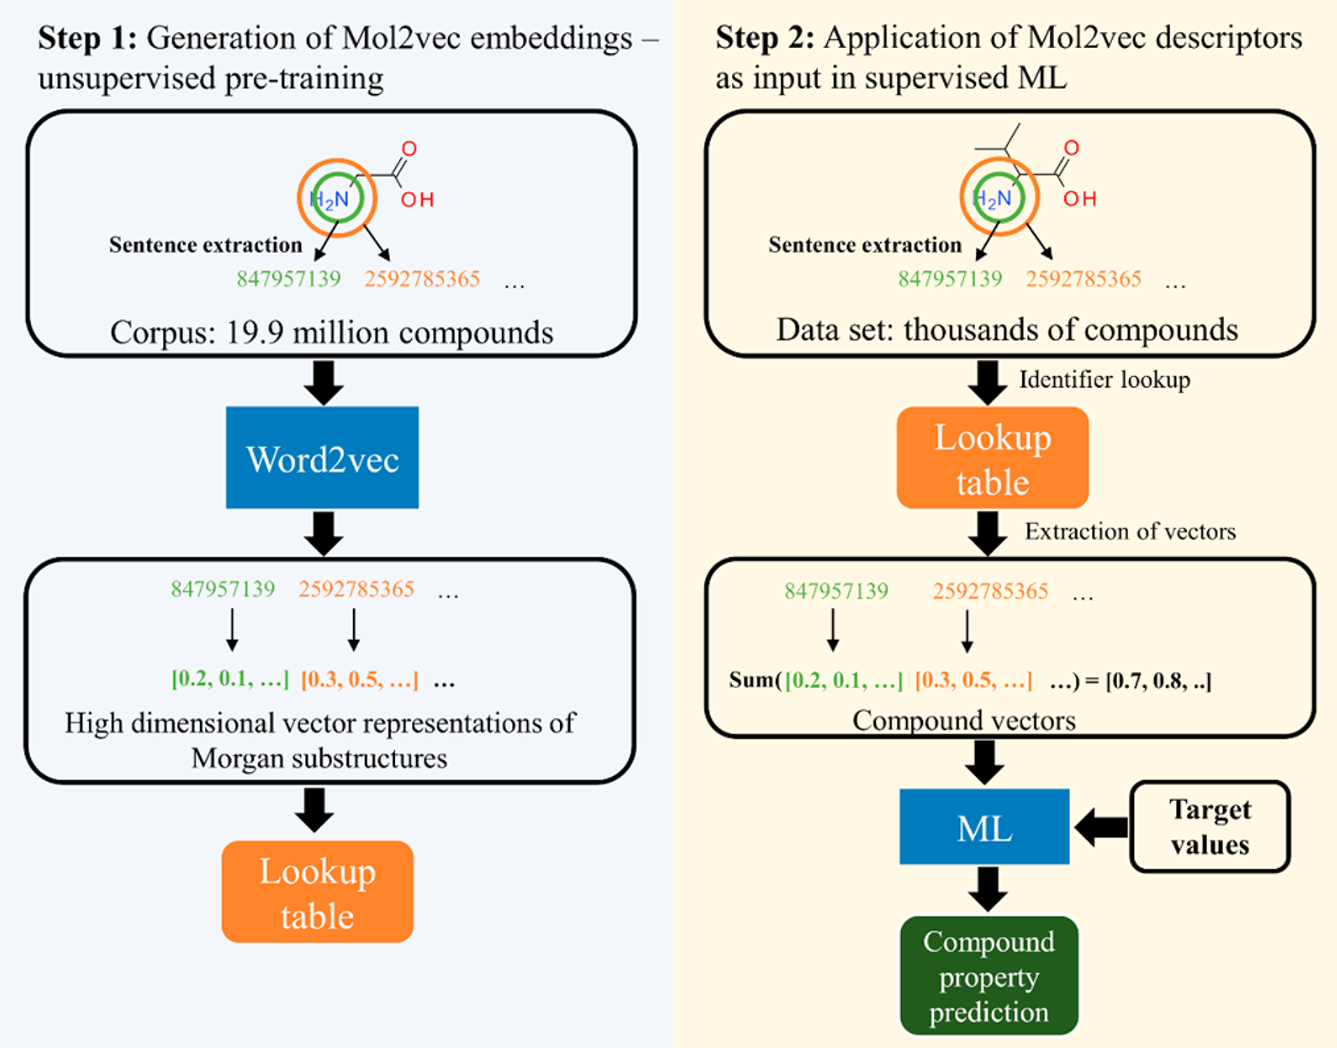 Step 1: Generation of Mol2vec embeddings –
unsupervised pre-training
O
H₂N
OH
Sentence extraction
847957139 2592785365 ...
Corpus: 19.9 million compounds
Word2vec
847957139 2592785365 ...
[0.2, 0.1, ...] [0.3, 0.5, ...] ...
High dimensional vector representations of
Morgan substructures
Lookup
table
Step 2: Application of Mol2vec descriptors
as input in supervised ML
O
H₂N
OH
Sentence extraction
847957139 2592785365 ...
Data set: thousands of compounds
Identifier lookup
Lookup
table
Extraction of vectors
847957139 2592785365 ...
Sum([0.2, 0.1, ...] [0.3, 0.5, ...] ...) = [0.7, 0.8, ..]
Compound vectors
ML
Target
values
Compound
property
prediction